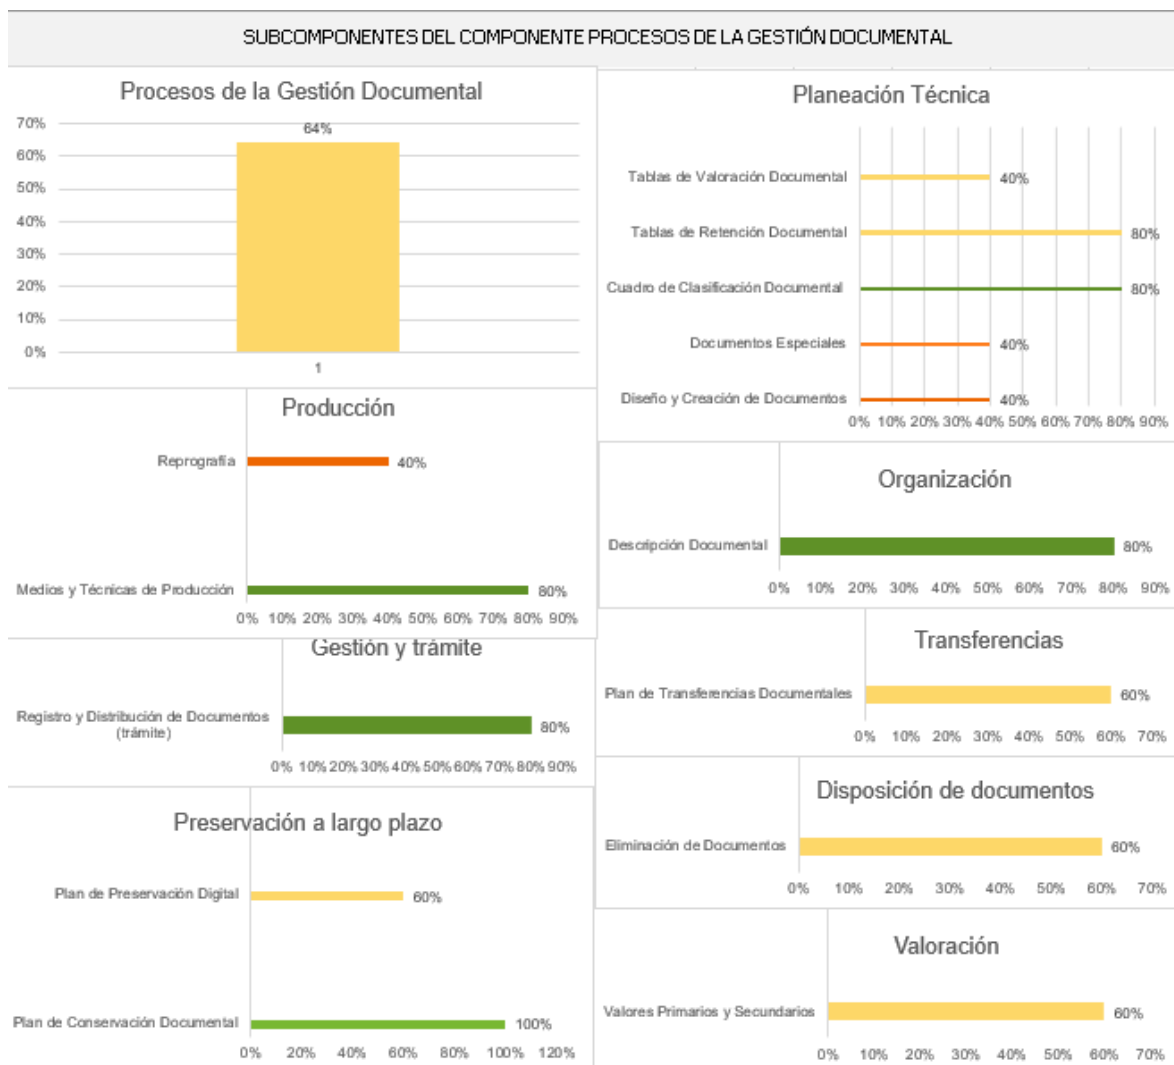 SUBCOMPONENTES DEL COMPONENTE PROCESOS DE LA GESTIÓN DOCUMENTAL
Procesos de la Gestión Documental
70%
64%
60%
50%
40%
30%
20%
10%
0%
1
Planeación Técnica
Tablas de Valoración Documental
40%
Tablas de Retención Documental
80%
Cuadro de Clasificación Documental
80%
Documentos Especiales
40%
Diseño y Creación de Documentos
40%
0% 10% 20% 30% 40% 50% 60% 70% 80% 90%
Producción
Reprografía
40%
Medios y Técnicas de Producción
80%
0% 10% 20% 30% 40% 50% 60% 70% 80% 90%
Organización
Descripción Documental
80%
0% 10% 20% 30% 40% 50% 60% 70% 80% 90%
Gestión y trámite
Registro y Distribución de Documentos
(trámite)
80%
0% 10% 20% 30% 40% 50% 60% 70% 80% 90%
Transferencias
Plan de Transferencias Documentales
60%
0% 10% 20% 30% 40% 50% 60% 70%
Preservación a largo plazo
Plan de Preservación Digital
60%
Plan de Conservación Documental
100%
0% 20% 40% 60% 80% 100% 120%
Disposición de documentos
Eliminación de Documentos
60%
0% 10% 20% 30% 40% 50% 60% 70%
Valoración
Valores Primarios y Secundarios
60%
0% 10% 20% 30% 40% 50% 60% 70%